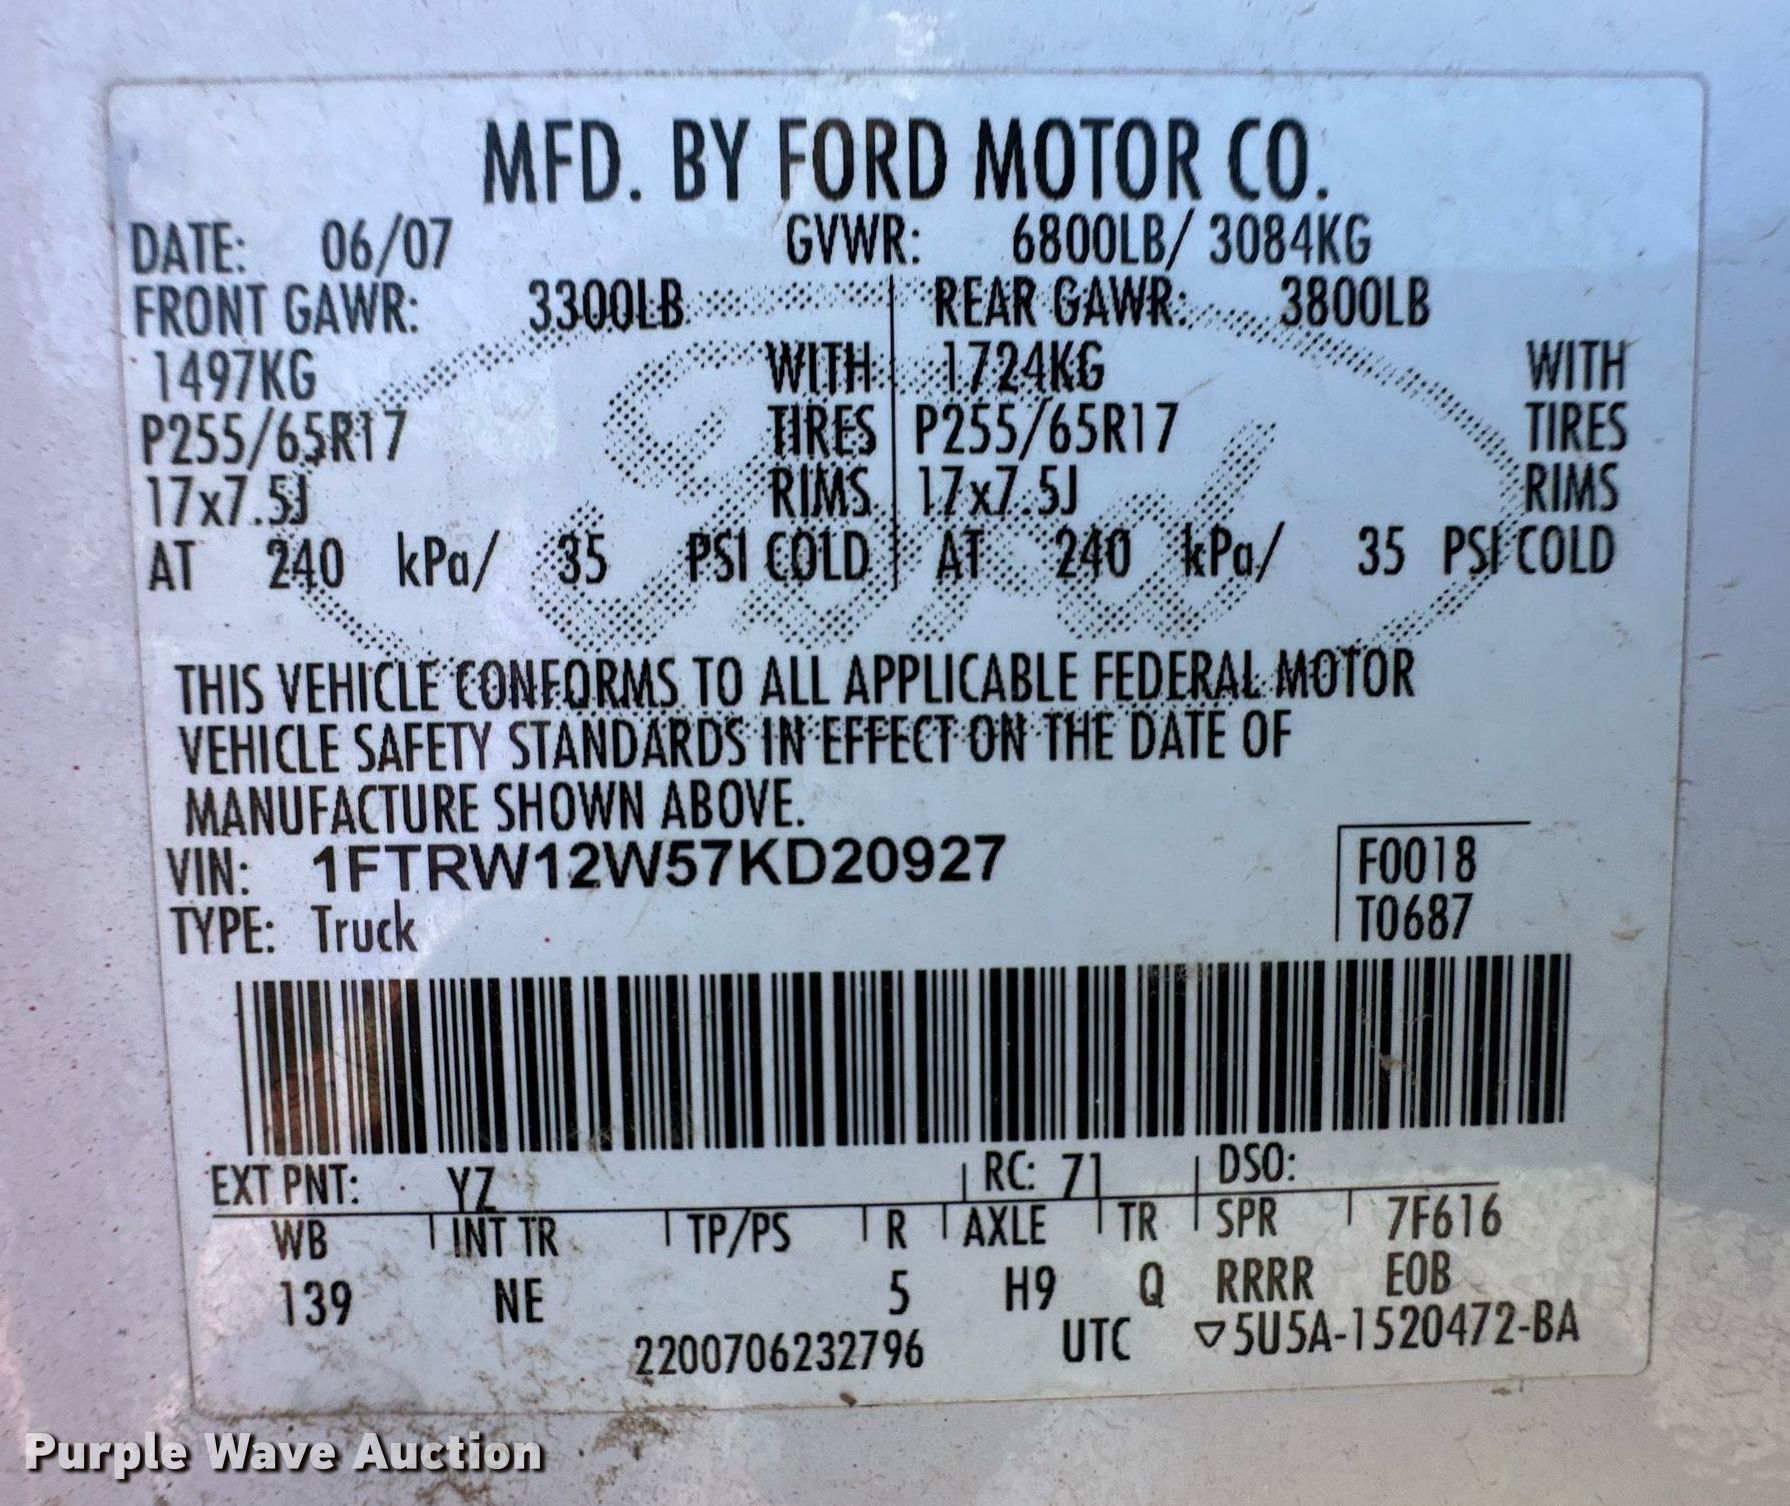 MFD. BY FORD MOTOR CO.
DATE: 06/07 GVWR: 6800LB/ 3084KG
FRONT GAWR: 3300LB REAR GAWR: 3800LB
1497KG WITH 1724KG WITH
P255/65R17 TIRES P255/65R17 TIRES
17x7.5J RIMS 17x7.5J RIMS
AT 240 kPa/ 35 PSI COLD AT 240 kPa/ 35 PSI COLD
THIS VEHICLE CONFORMS TO ALL APPLICABLE FEDERAL MOTOR
VEHICLE SAFETY STANDARDS IN EFFECT ON THE DATE OF
MANUFACTURE SHOWN ABOVE.
VIN: 1FTRW12W57KD20927 F0018
TYPE: Truck T0687
EXT PNT: YZ RC: 71 DSO:
WB INT TR TP/PS R AXLE TR SPR 7F616
139 NE 5 H9 Q RRRR EOB
2200706232796 UTC ▽5U5A-1520472-BA
Purple Wave Auction